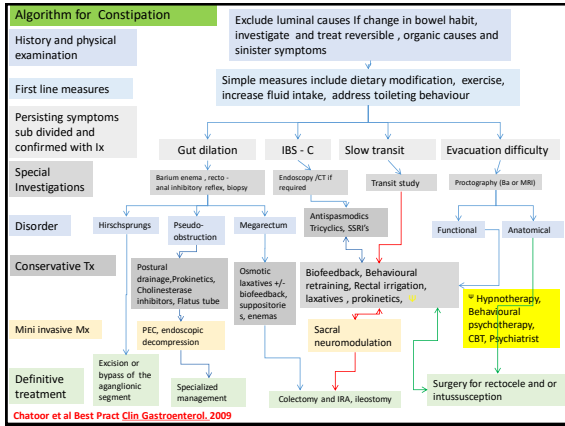 Algorithm for Constipation
Exclude luminal causes If change in bowel habit,
investigate and treat reversible , organic causes and
sinister symptoms
History and physical
examination
First line measures
Simple measures include dietary modification, exercise,
increase fluid intake, address toileting behaviour
Persisting symptoms
sub divided and
confirmed with Ix
Gut dilation
IBS - C
Slow transit
Evacuation difficulty
Special
Investigations
Barium enema , recto -
anal inhibitory reflex, biopsy
Endoscopy /CT if
required
Transit study
Proctography (Ba or MRI)
Disorder
Hirschsprungs
Pseudo-
obstruction
Megarectum
Antispasmodics
Tricyclics, SSRI's
Functional
Anatomical
Conservative Tx
Postural
drainage,Prokinetics,
Cholinesterase
inhibitors, Flatus tube
Osmotic
laxatives +/-
biofeedback,
suppositorie
s, enemas
Biofeedback, Behavioural
retraining, Rectal irrigation,
laxatives , prokinetics,
Ψ Hypnotherapy,
Behavioural
psychotherapy,
CBT, Psychiatrist
Mini invasive Mx
PEC, endoscopic
decompression
Sacral
neuromodulation
Definitive
treatment
Excision or
bypass of the
aganglionic
segment
Specialized
management
Colectomy and IRA, ileostomy
Surgery for rectocele and or
intussusception
Chatoor et al Best Pract Clin Gastroenterol. 2009